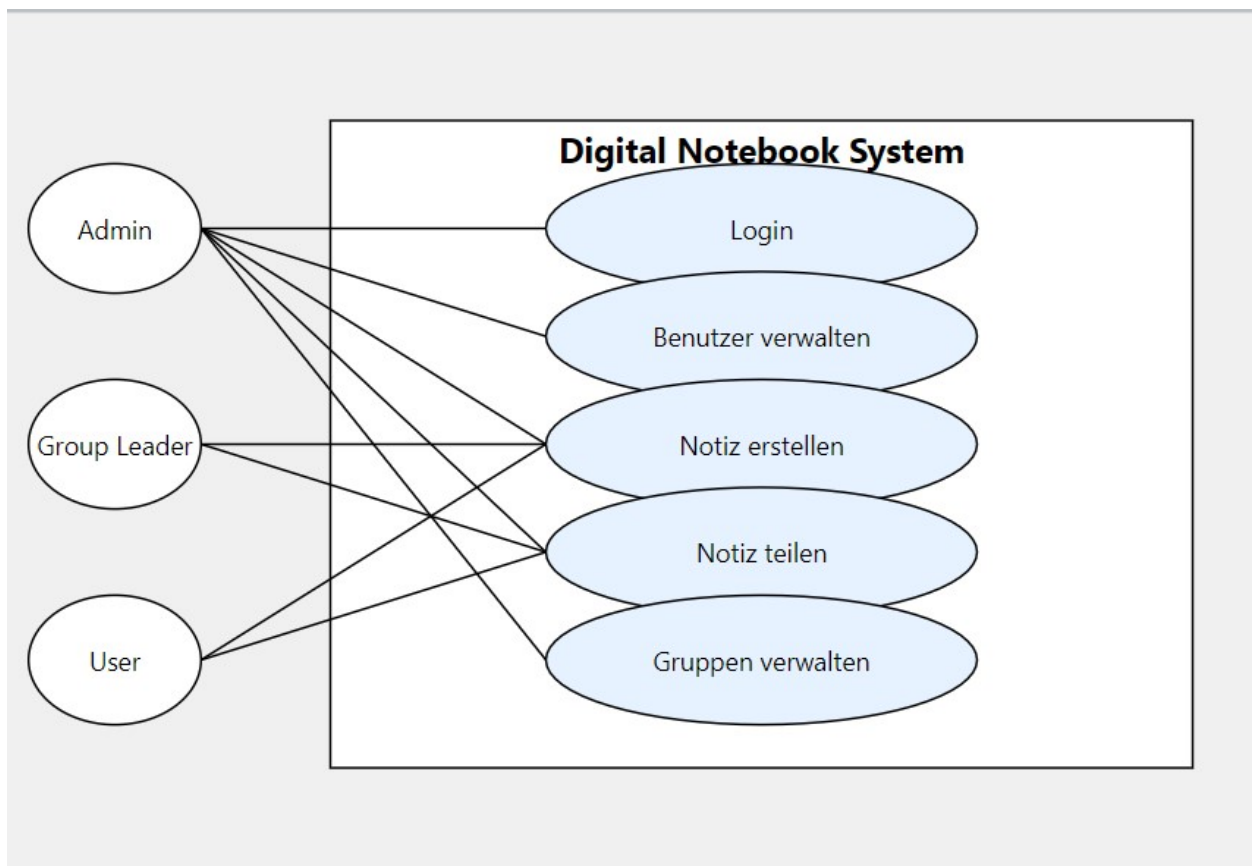 Digital Notebook System
Admin
Login
Benutzer verwalten
Group Leader
Notiz erstellen
Notiz teilen
User
Gruppen verwalten